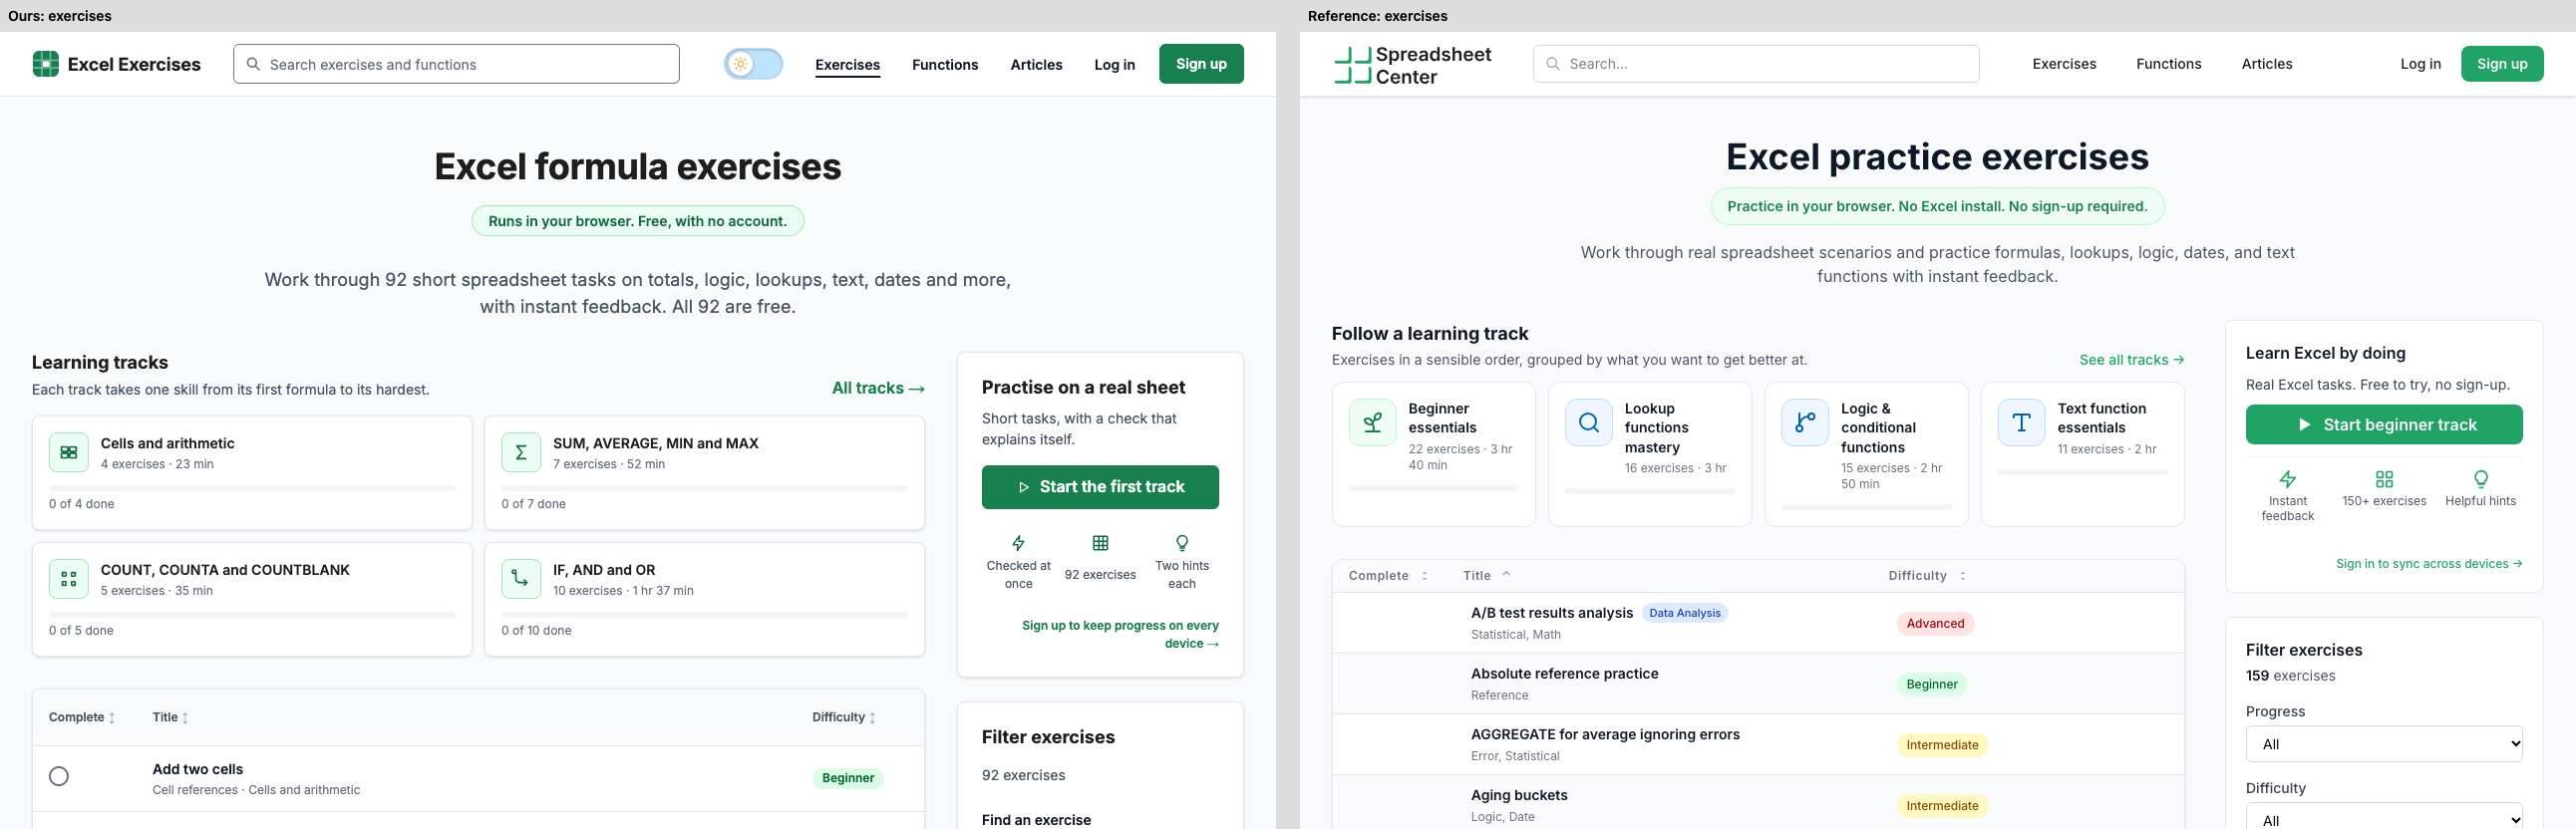 Ours: exercises
Excel Exercises
Search exercises and functions
Exercises
Functions
Articles
Log in
Sign up
Excel formula exercises
Runs in your browser. Free, with no account.
Work through 92 short spreadsheet tasks on totals, logic, lookups, text, dates and more,
with instant feedback. All 92 are free.
Learning tracks
Each track takes one skill from its first formula to its hardest.
All tracks →
Cells and arithmetic
4 exercises · 23 min
0 of 4 done
SUM, AVERAGE, MIN and MAX
7 exercises · 52 min
0 of 7 done
COUNT, COUNTA and COUNTBLANK
5 exercises · 35 min
0 of 5 done
IF, AND and OR
10 exercises · 1 hr 37 min
0 of 10 done
Complete
Title
Difficulty
Add two cells
Cell references · Cells and arithmetic
Beginner
Practise on a real sheet
Short tasks, with a check that
explains itself.
Start the first track
Checked at
once
92 exercises
Two hints
each
Sign up to keep progress on every
device →
Filter exercises
92 exercises
Find an exercise
Reference: exercises
Spreadsheet
Center
Search...
Exercises
Functions
Articles
Log in
Sign up
Excel practice exercises
Practice in your browser. No Excel install. No sign-up required.
Work through real spreadsheet scenarios and practice formulas, lookups, logic, dates, and text
functions with instant feedback.
Follow a learning track
Exercises in a sensible order, grouped by what you want to get better at.
See all tracks →
Beginner
essentials
22 exercises · 3 hr
40 min
Lookup
functions
mastery
16 exercises · 3 hr
Logic &
conditional
functions
15 exercises · 2 hr
50 min
Text function
essentials
11 exercises · 2 hr
Complete
Title
Difficulty
A/B test results analysis
Data Analysis
Statistical, Math
Advanced
Absolute reference practice
Reference
Beginner
AGGREGATE for average ignoring errors
Error, Statistical
Intermediate
Aging buckets
Logic, Date
Intermediate
Learn Excel by doing
Real Excel tasks. Free to try, no sign-up.
Start beginner track
Instant
feedback
150+ exercises
Helpful hints
Sign in to sync across devices →
Filter exercises
159 exercises
Progress
All
Difficulty
All